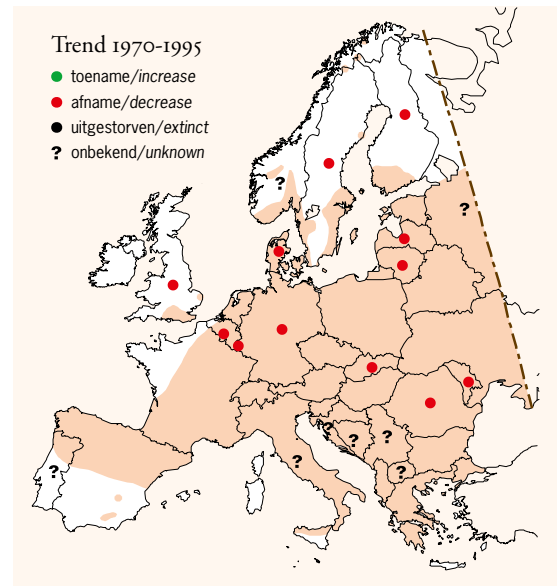 Trend 1970-1995
toename/increase
afname/decrease
uitgestorven/extinct
? onbekend/unknown
?
?
?
?
?
?
?
?